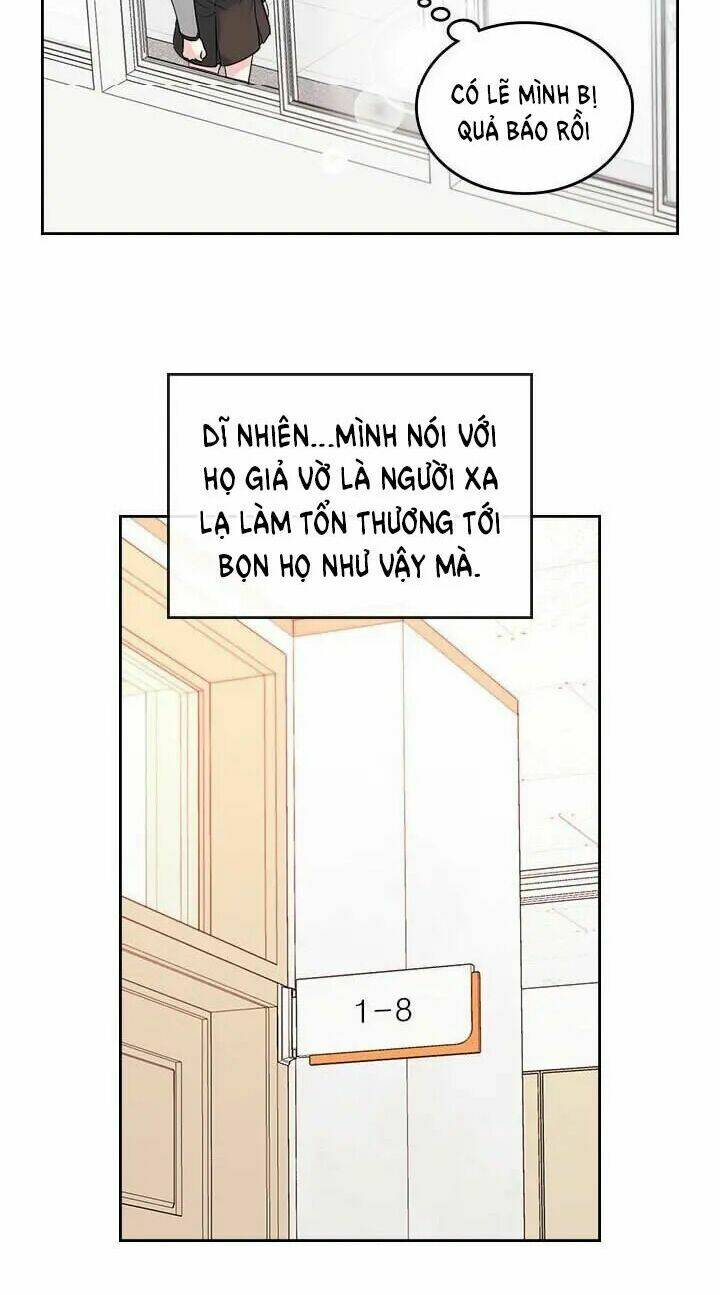 CÓ LẼ MÌNH BỊ
QUẢ BÁO RỒI
DĨ NHIÊN...MÌNH NÓI VỚI
HỌ GIẢ VỜ LÀ NGƯỜI XA
LẠ LÀM TỔN THƯƠNG TỚI
BỌN HỌ NHƯ VẬY MÀ.
1-8